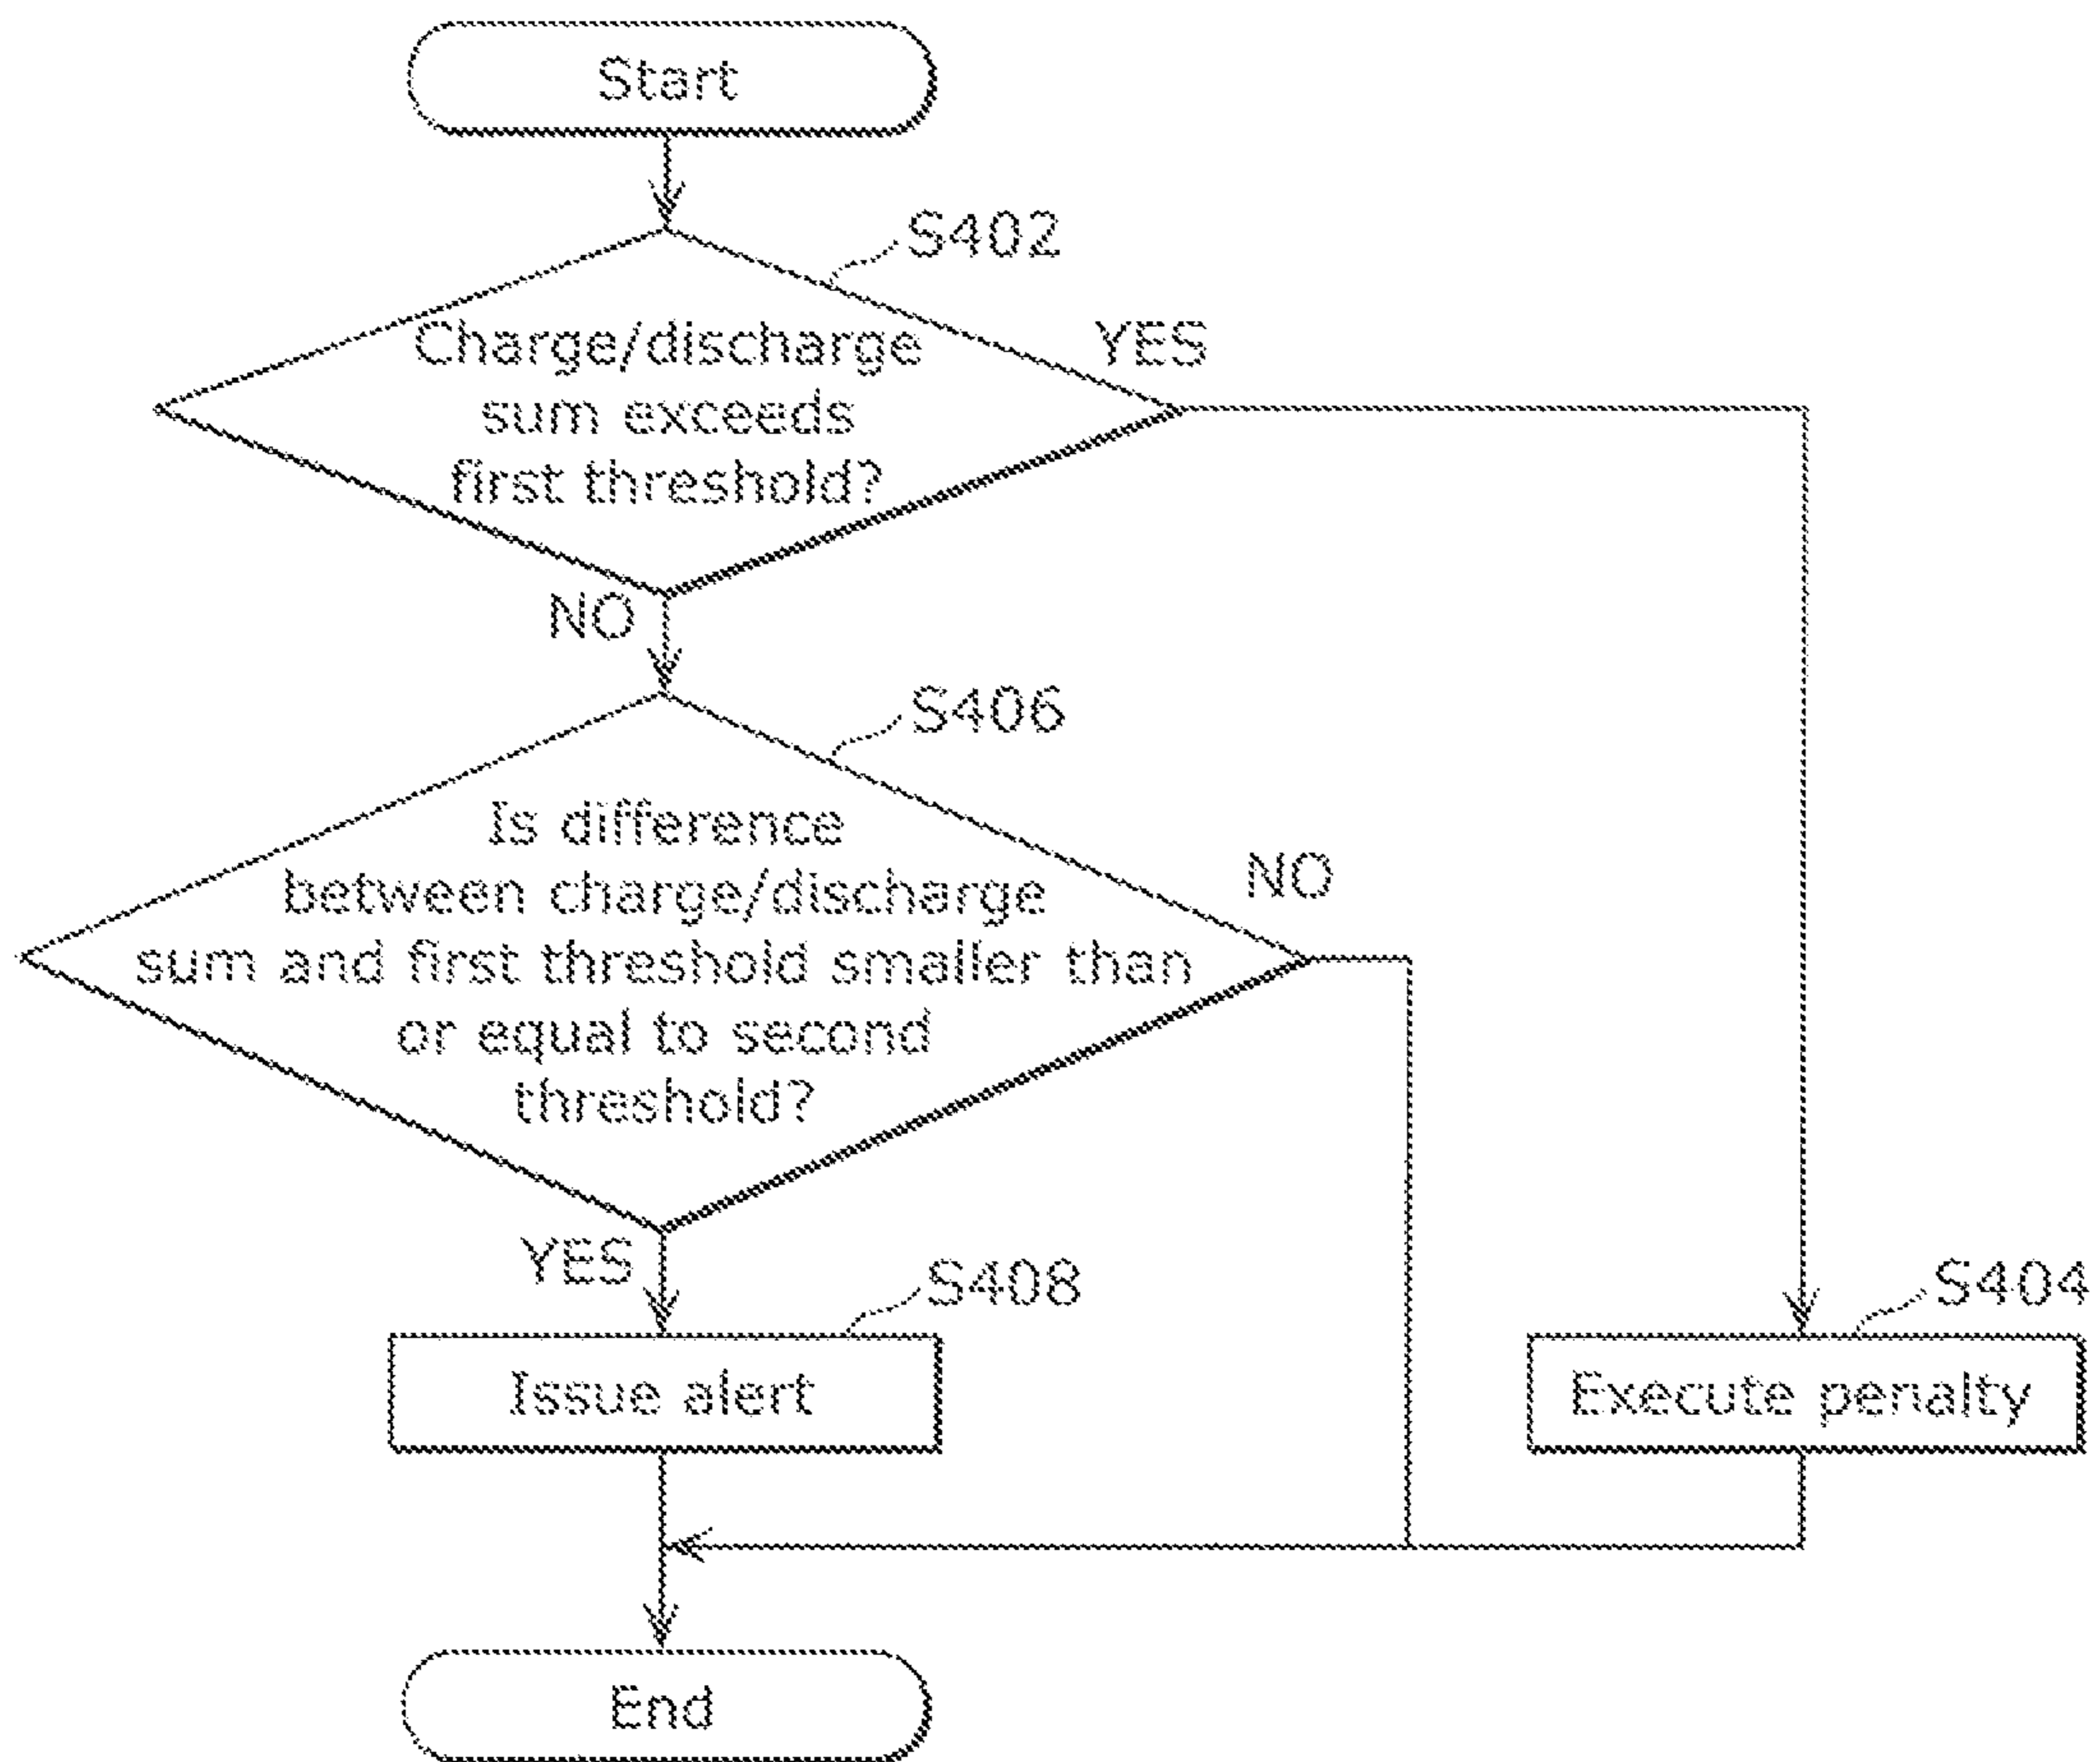 Start
S402
Charge/discharge
sum exceeds
first threshold?
YES
NO
S406
Is difference
between charge/discharge
sum and first threshold smaller than
or equal to second
threshold?
NO
YES
S408
Issue alert
S404
Execute penalty
End